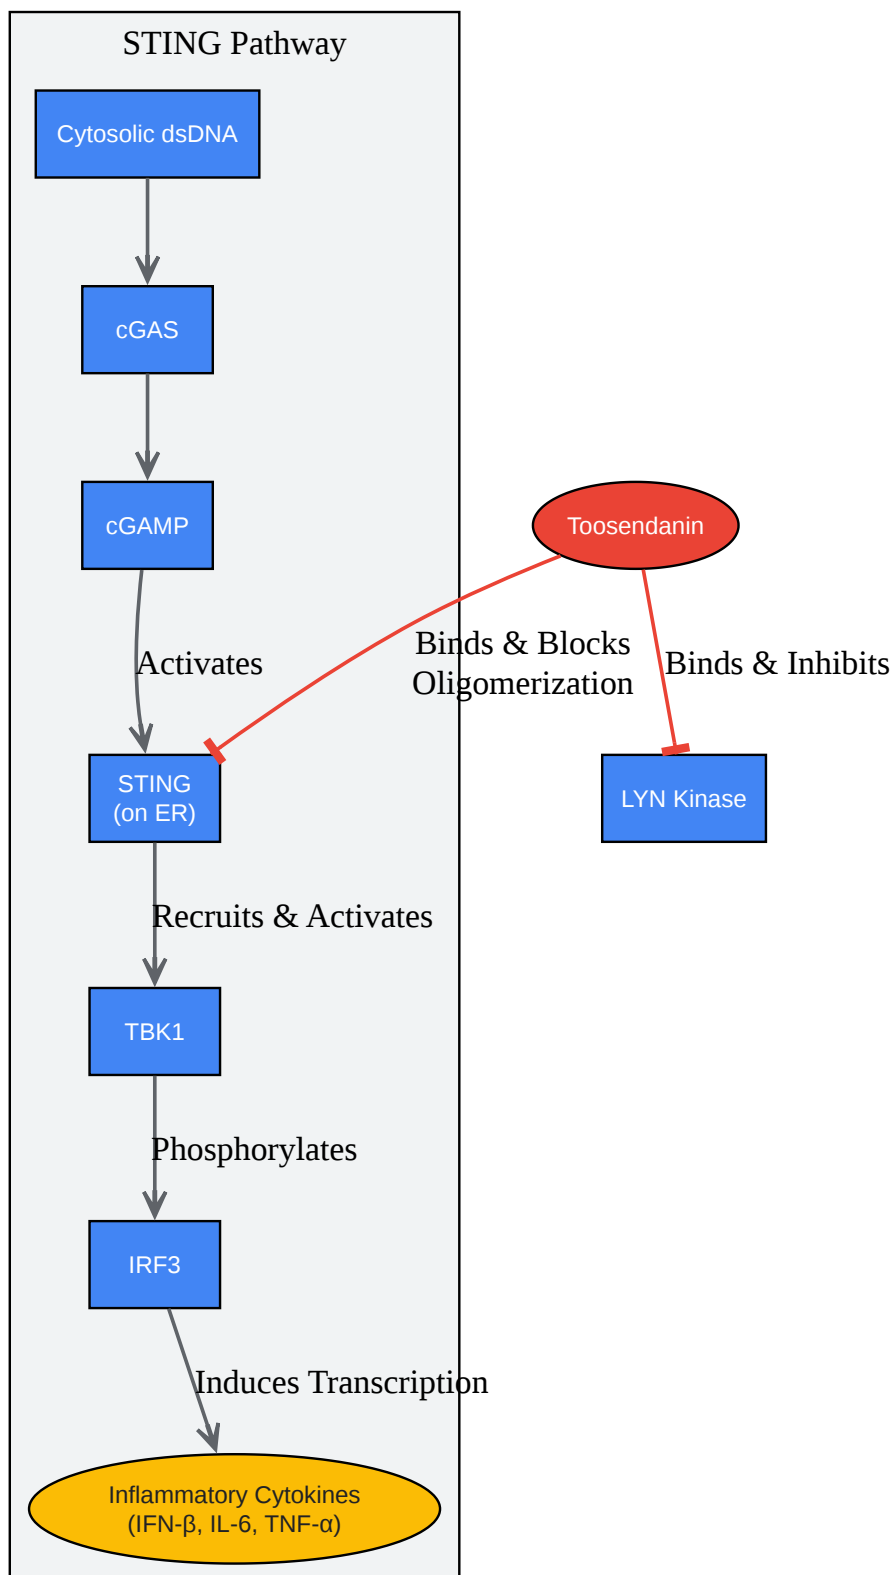 STING Pathway
Cytosolic dsDNA
cGAS
cGAMP
Toosendanin
Activates
Binds & Blocks
Oligomerization
Binds & Inhibits
STING
(on ER)
LYN Kinase
Recruits & Activates
TBK1
Phosphorylates
IRF3
Induces Transcription
Inflammatory Cytokines
(IFN-β, IL-6, TNF-α)